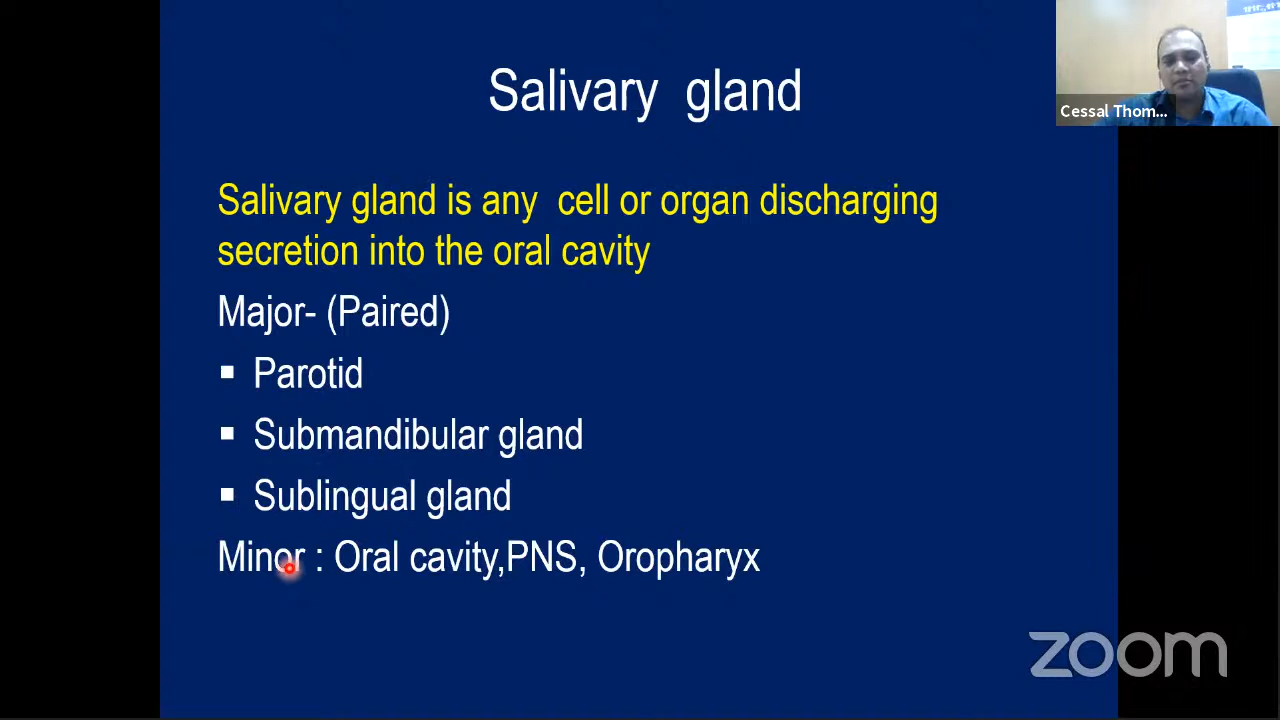 Salivary gland
Cessal Thom...
Salivary gland is any cell or organ discharging
secretion into the oral cavity
Major- (Paired)
▪ Parotid
▪ Submandibular gland
▪ Sublingual gland
Minor : Oral cavity,PNS, Oropharyx
zoom